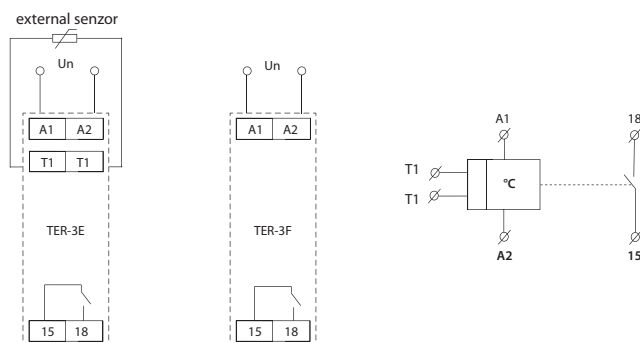 external senzor
Un
A1 A2
T1 T1
TER-3E
15 18
Un
A1 A2
TER-3F
15 18
A1
18
T1
T1
°C
A2
15